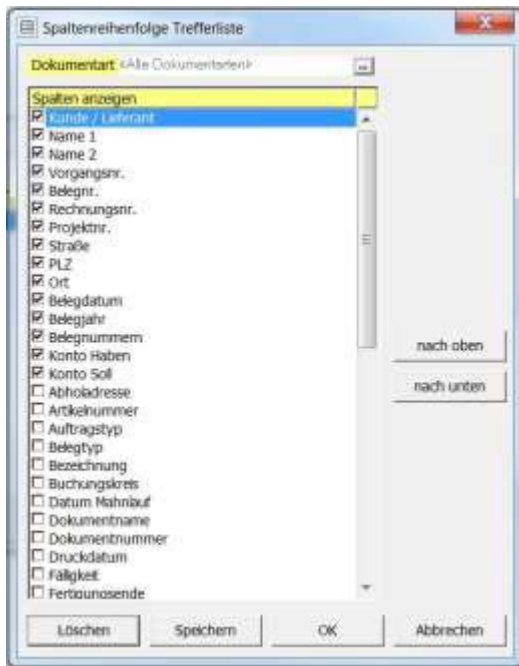 Spaltenreihenfolge Trefferliste
Dokumentart <Alle Dokumentarten>
...
Spalten anzeigen
Kunde / Lieferant
Name 1
Name 2
Vorgangsnr.
Belegnr.
Rechnungsnr.
Projektnr.
Straße
PLZ
Ort
Belegdatum
Belegjahr
Belegnummern
Konto Haben
Konto Soll
Abholadresse
Artikelnummer
Auftragstyp
Belegtyp
Bezeichnung
Buchungskreis
Datum Mahnlauf
Dokumentname
Dokumentnummer
Druckdatum
Fälligkeit
Fertigungsende
nach oben
nach unten
Löschen
Speichern
OK
Abbrechen